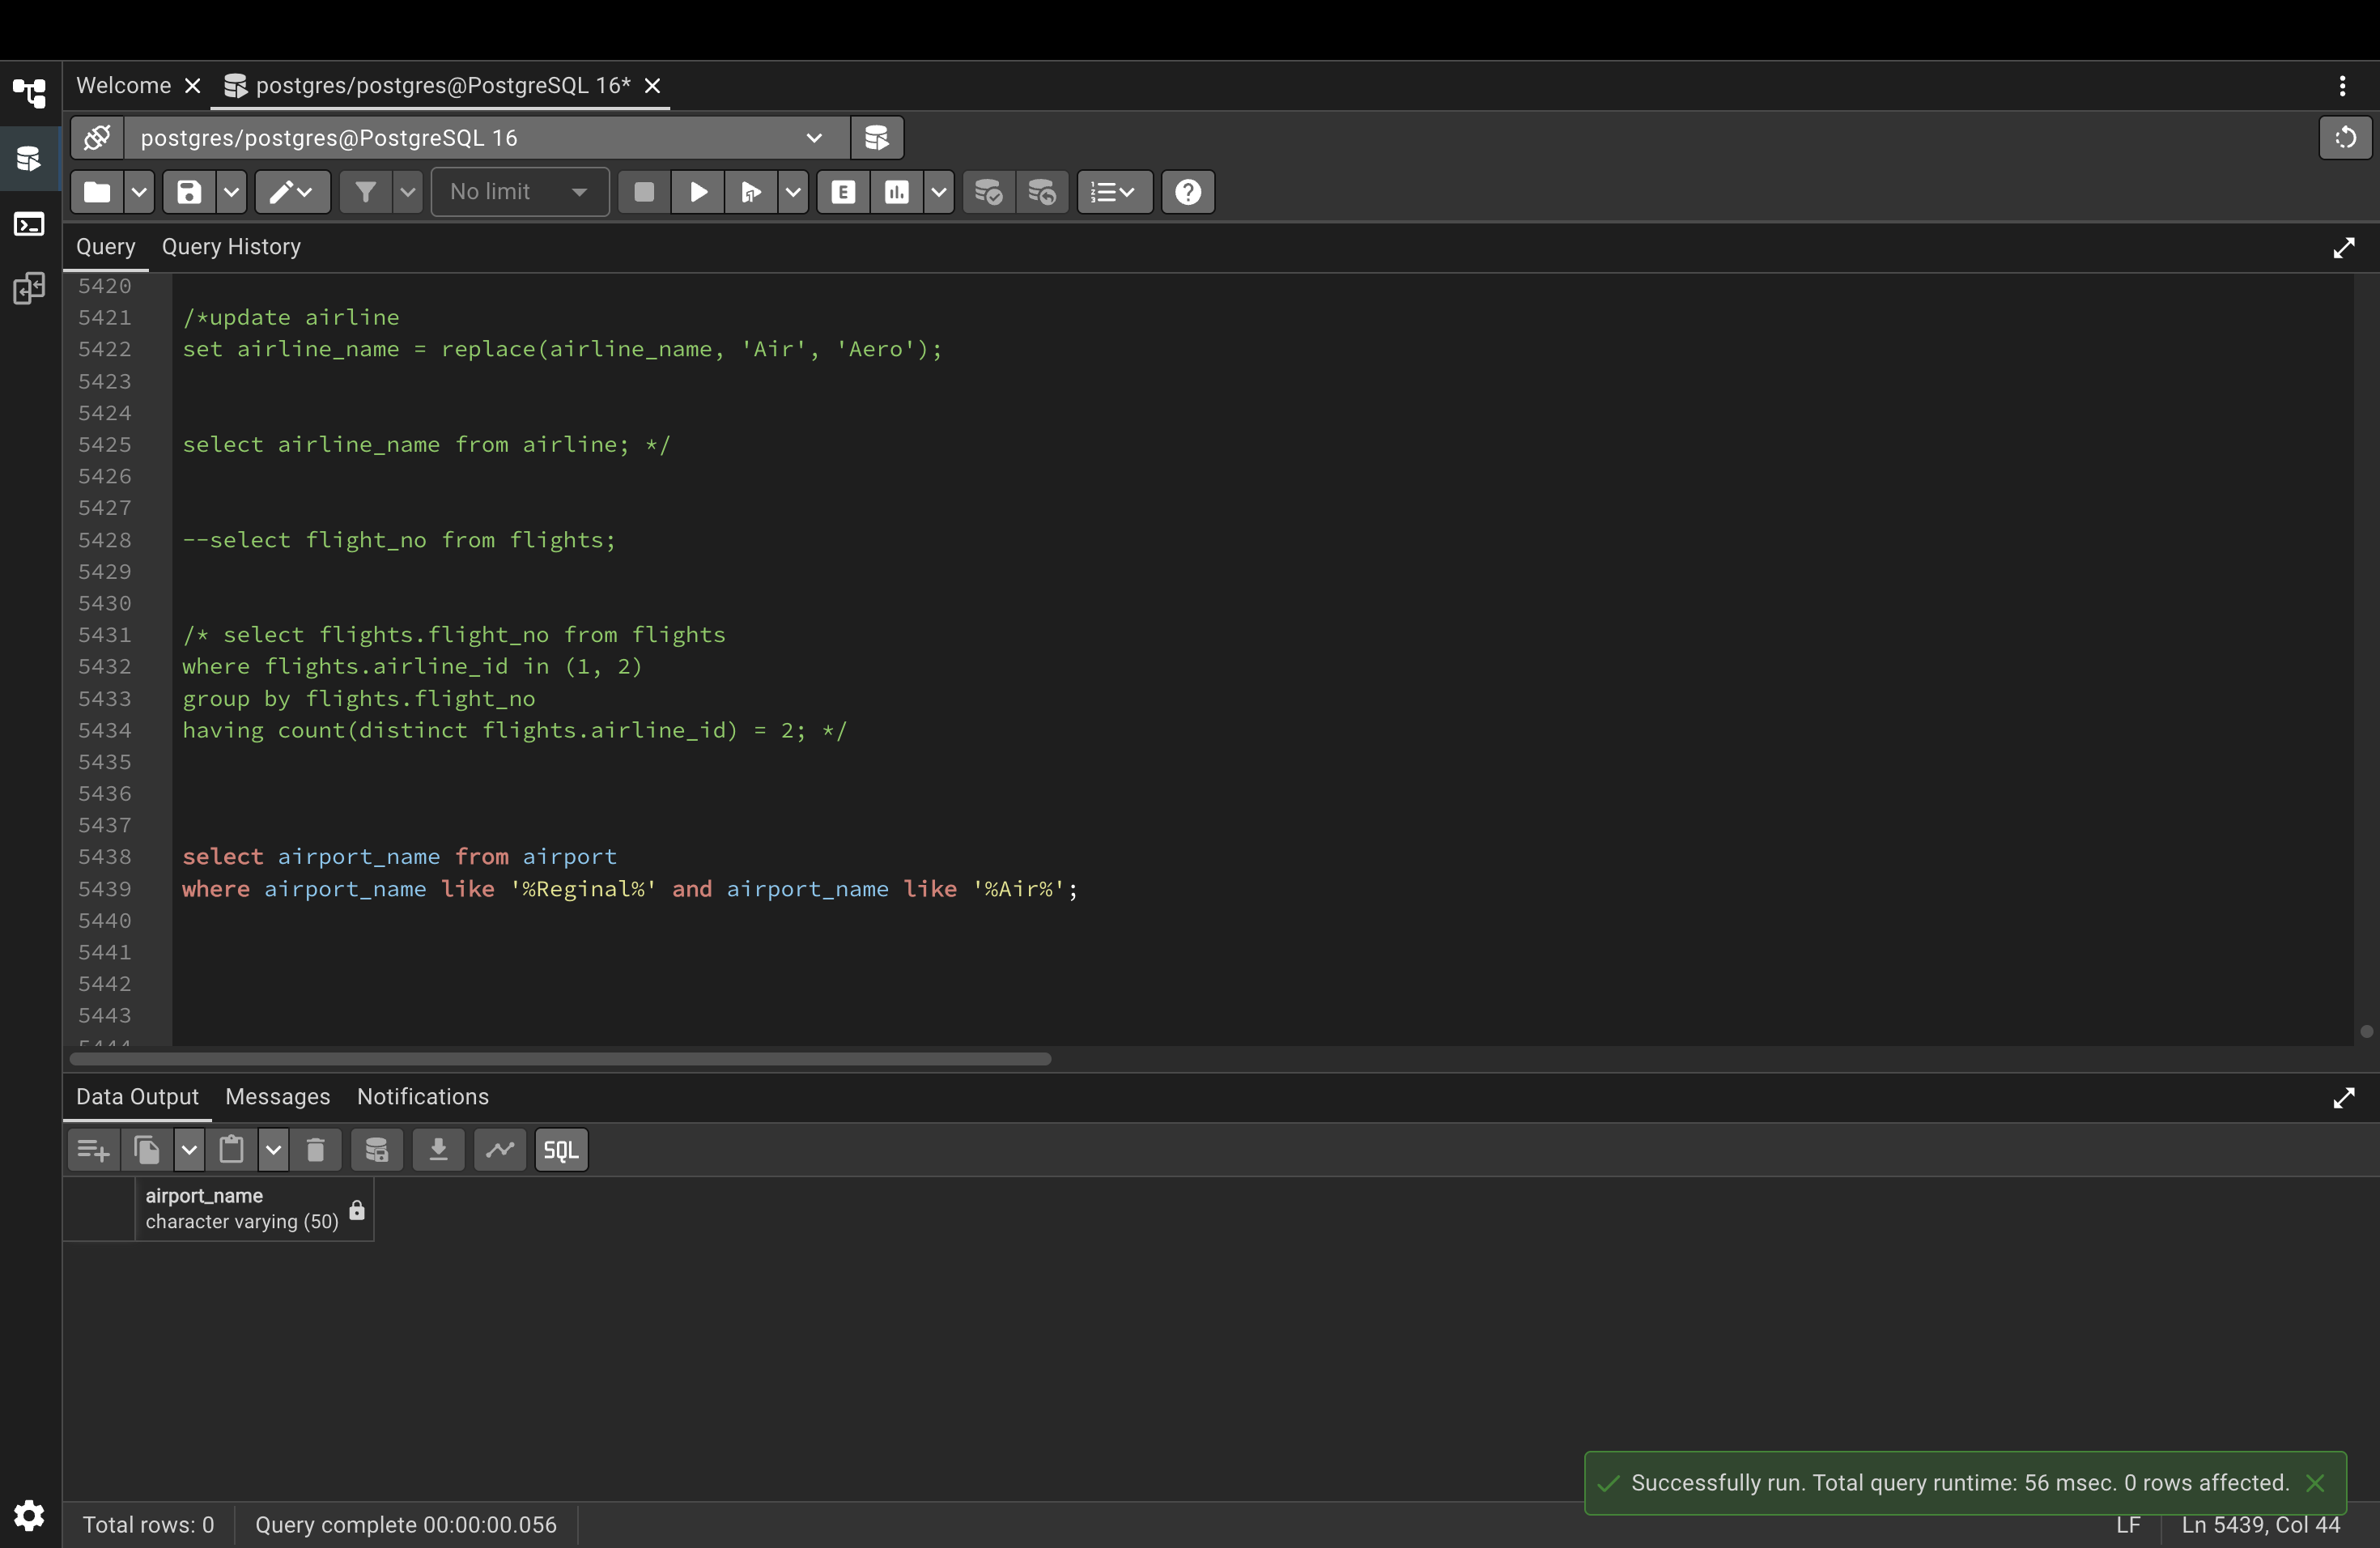 Welcome
postgres/postgres@PostgreSQL 16*
postgres/postgres@PostgreSQL 16
No limit
E
Query
Query History
5420
5421 /*update airline
5422 set airline_name = replace(airline_name, 'Air', 'Aero');
5423
5424
5425 select airline_name from airline; */
5426
5427
5428 --select flight_no from flights;
5429
5430
5431 /* select flights.flight_no from flights
5432 where flights.airline_id in (1, 2)
5433 group by flights.flight_no
5434 having count(distinct flights.airline_id) = 2; */
5435
5436
5437
5438 select airport_name from airport
5439 where airport_name like '%Reginal%' and airport_name like '%Air%';
5440
5441
5442
5443
5444
Data Output
Messages
Notifications
SQL
airport_name
character varying (50)
Successfully run. Total query runtime: 56 msec. 0 rows affected.
Total rows: 0
Query complete 00:00:00.056
LF
Ln 5439, Col 44